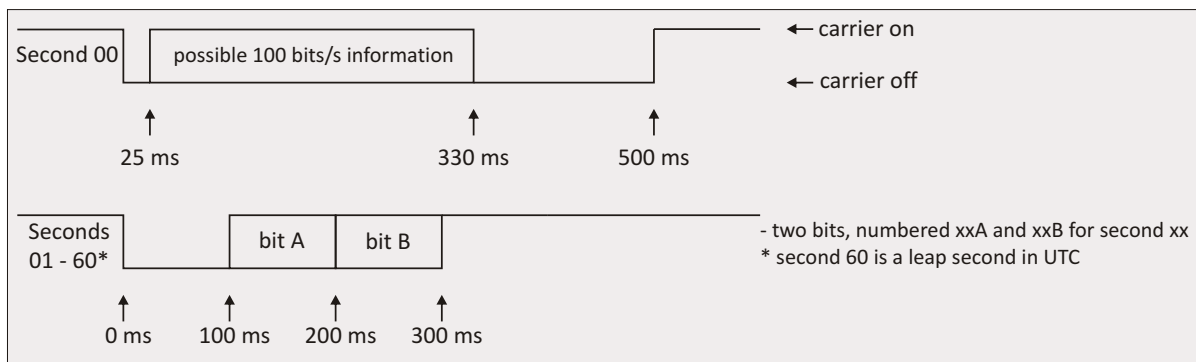 carrier on
Second 00
possible 100 bits/s information
carrier off
25 ms
330 ms
500 ms
Seconds
01 - 60*
bit A
bit B
- two bits, numbered xxA and xxB for second xx
* second 60 is a leap second in UTC
0 ms
100 ms
200 ms
300 ms